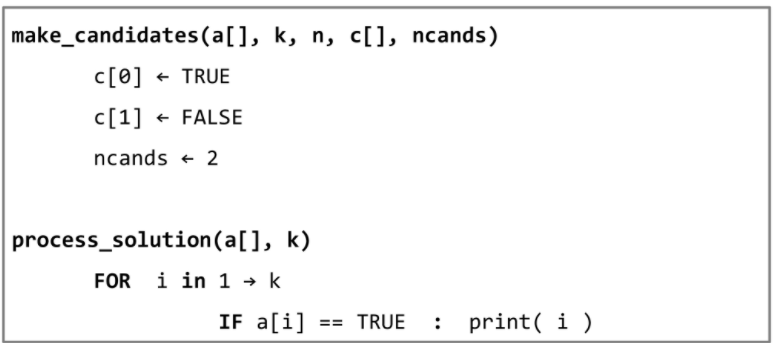 make_candidates(a[], k, n, c[], ncands)
c[0] ← TRUE
c[1] ← FALSE
ncands ← 2
process_solution(a[], k)
FOR i in 1 → k
IF a[i] == TRUE : print( i )